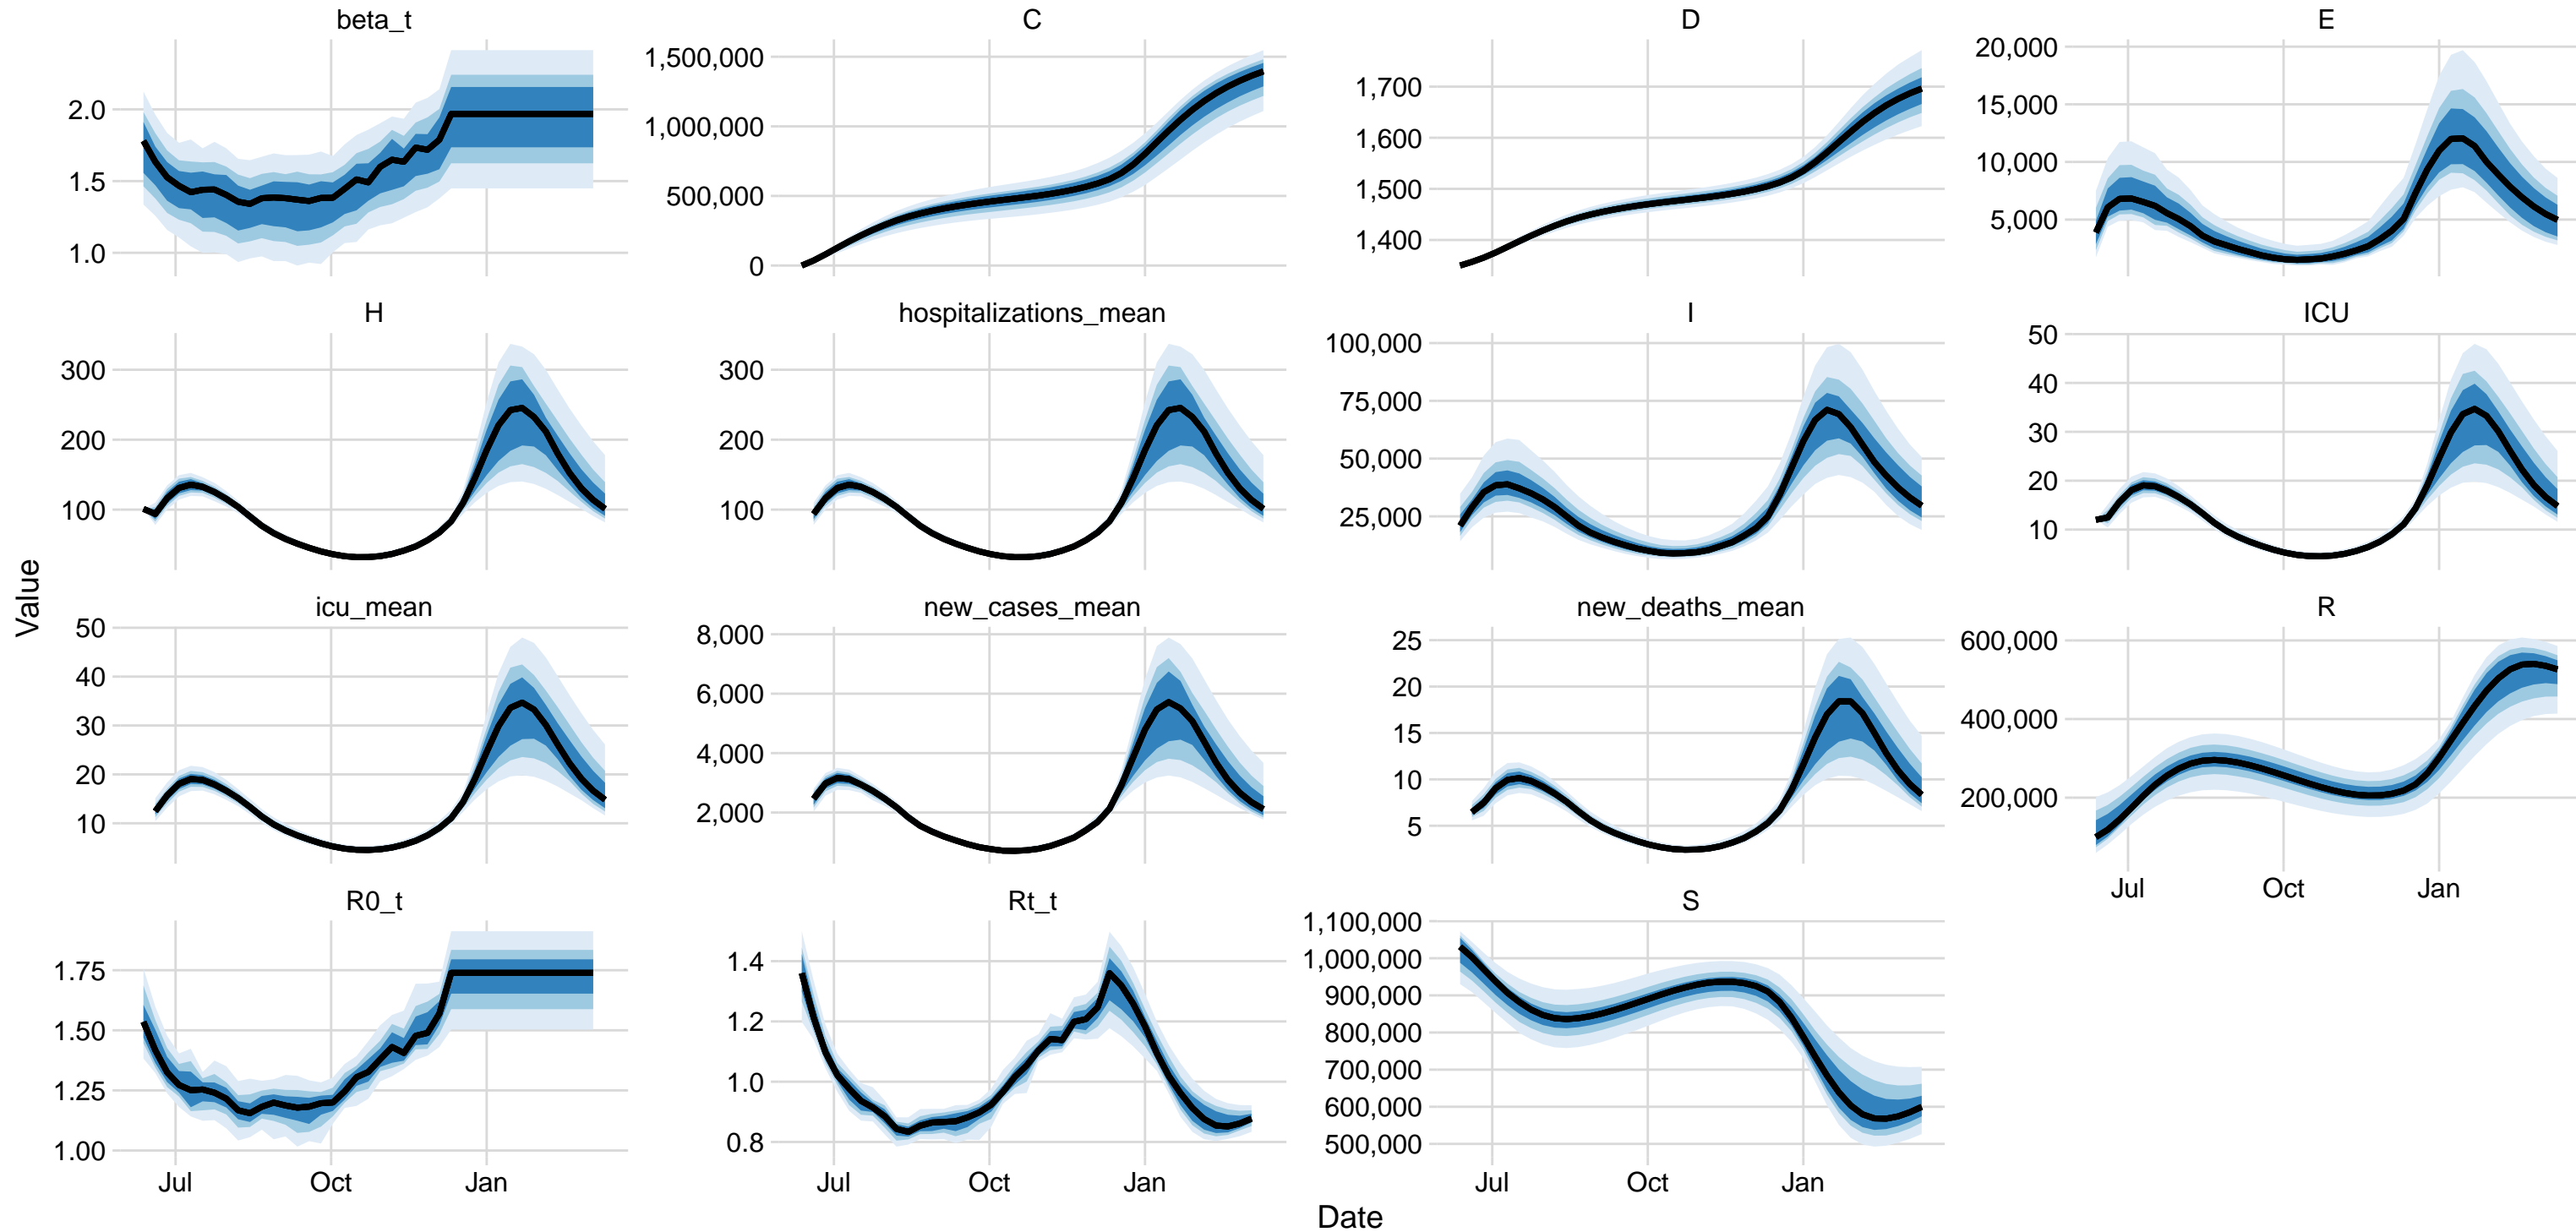 beta_t
C
D
E
2.0
1.5
1.0
1,500,000
1,000,000
500,000
0
1,700
1,600
1,500
1,400
20,000
15,000
10,000
5,000
H
hospitalizations_mean
I
ICU
300
200
100
300
200
100
100,000
75,000
50,000
25,000
50
40
30
20
10
Value
icu_mean
new_cases_mean
new_deaths_mean
R
50
40
30
20
10
8,000
6,000
4,000
2,000
25
20
15
10
5
600,000
400,000
200,000
Jul Oct Jan
R0_t
Rt_t
S
1.75
1.50
1.25
1.00
1.4
1.2
1.0
0.8
1,100,000
1,000,000
900,000
800,000
700,000
600,000
500,000
Jul Oct Jan
Jul Oct Jan
Jul Oct Jan
Date